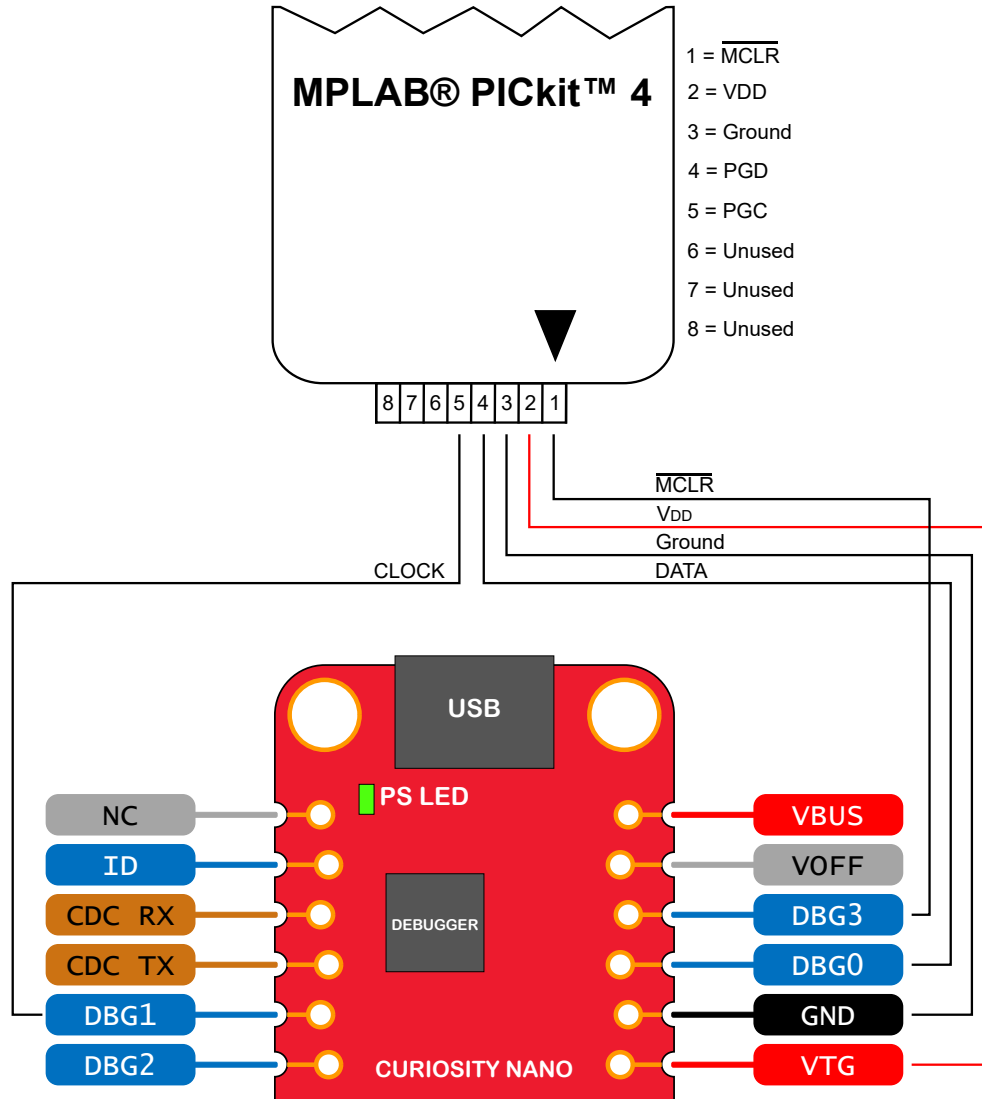 MPLAB® PICkit™ 4
1 = MCLR
2 = VDD
3 = Ground
4 = PGD
5 = PGC
6 = Unused
7 = Unused
8 = Unused
8 7 6 5 4 3 2 1
MCLR
VDD
Ground
CLOCK
DATA
USB
PS LED
NC
VBUS
ID
VOFF
CDC RX
DEBUGGER
DBG3
CDC TX
DBG0
DBG1
GND
DBG2
CURIOSITY NANO
VTG